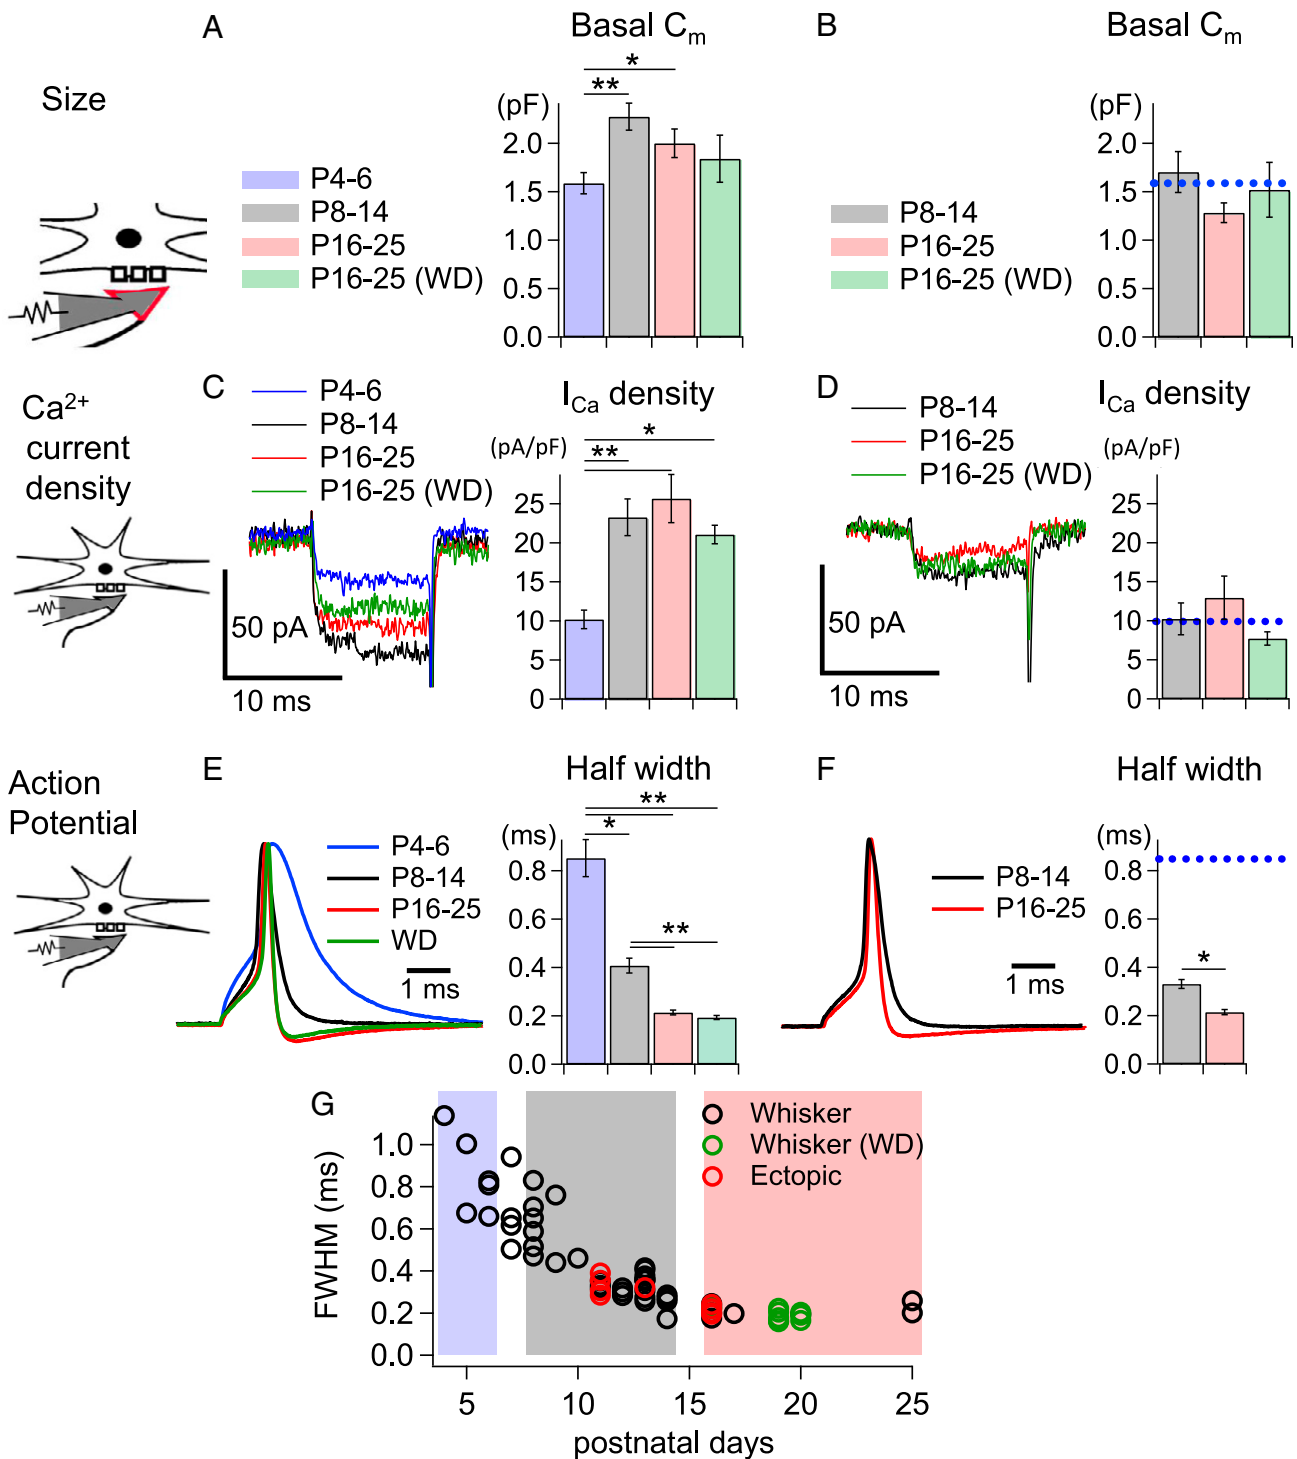 A
Basal Cm
B
Basal Cm
Size
(pF)
*
**
2.0
1.5
1.0
0.5
0.0
P4-6
P8-14
P16-25
P16-25 (WD)
(pF)
2.0
1.5
1.0
0.5
0.0
P8-14
P16-25
P16-25 (WD)
Ca2+
current
density
C
P4-6
P8-14
P16-25
P16-25 (WD)
50 pA
10 ms
ICa density
(pA/pF)
*
**
25
20
15
10
5
0
D
P8-14
P16-25
P16-25 (WD)
50 pA
10 ms
ICa density
(pA/pF)
25
20
15
10
5
0
Action
Potential
E
P4-6
P8-14
P16-25
WD
1 ms
Half width
(ms)
**
*
**
0.8
0.6
0.4
0.2
0.0
F
P8-14
P16-25
1 ms
Half width
(ms)
*
0.8
0.6
0.4
0.2
0.0
G
Whisker
Whisker (WD)
Ectopic
FWHM (ms)
1.0
0.8
0.6
0.4
0.2
0.0
5
10
15
20
25
postnatal days